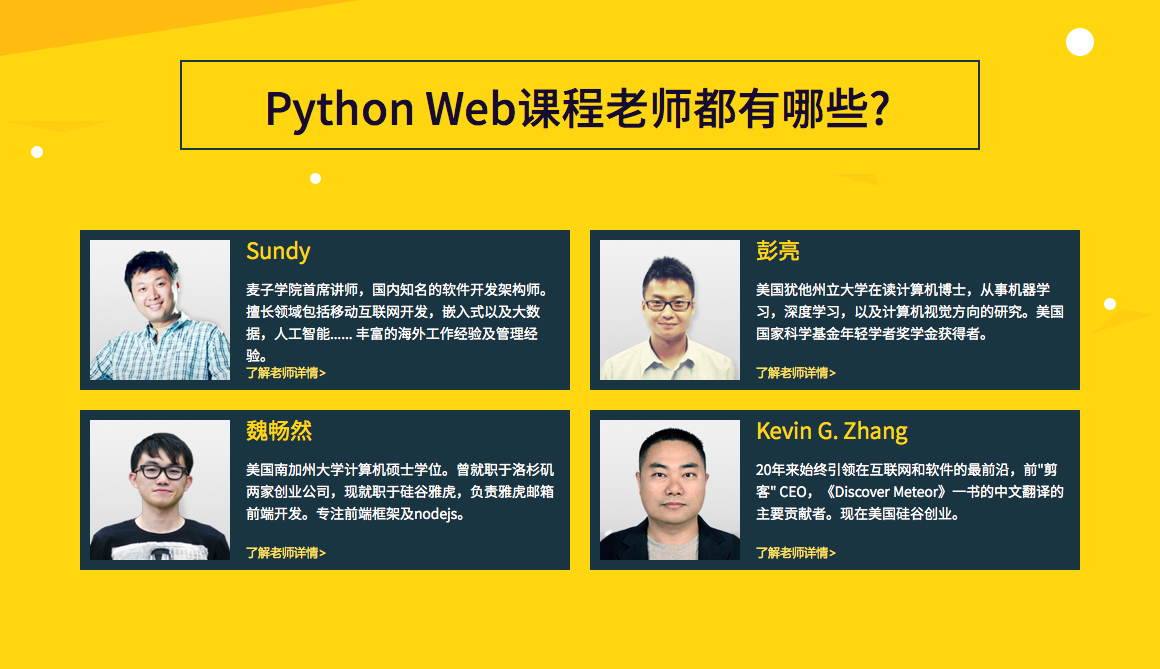 Python Web课程老师都有哪些?
Sundy
麦子学院首席讲师，国内知名的软件开发架构师。
擅长领域包括移动互联网开发，嵌入式以及大数
据，人工智能...... 丰富的海外工作经验及管理经
验。
了解老师详情>
彭亮
美国犹他州立大学在读计算机博士，从事机器学
习，深度学习，以及计算机视觉方向的研究。美国
国家科学基金年轻学者奖学金获得者。
了解老师详情>
魏畅然
美国南加州大学计算机硕士学位。曾就职于洛杉矶
两家创业公司，现就职于硅谷雅虎，负责雅虎邮箱
前端开发。专注前端框架及nodejs。
了解老师详情>
Kevin G. Zhang
20年来始终引领在互联网和软件的最前沿，前"剪
客" CEO，《Discover Meteor》一书的中文翻译的
主要贡献者。现在美国硅谷创业。
了解老师详情>